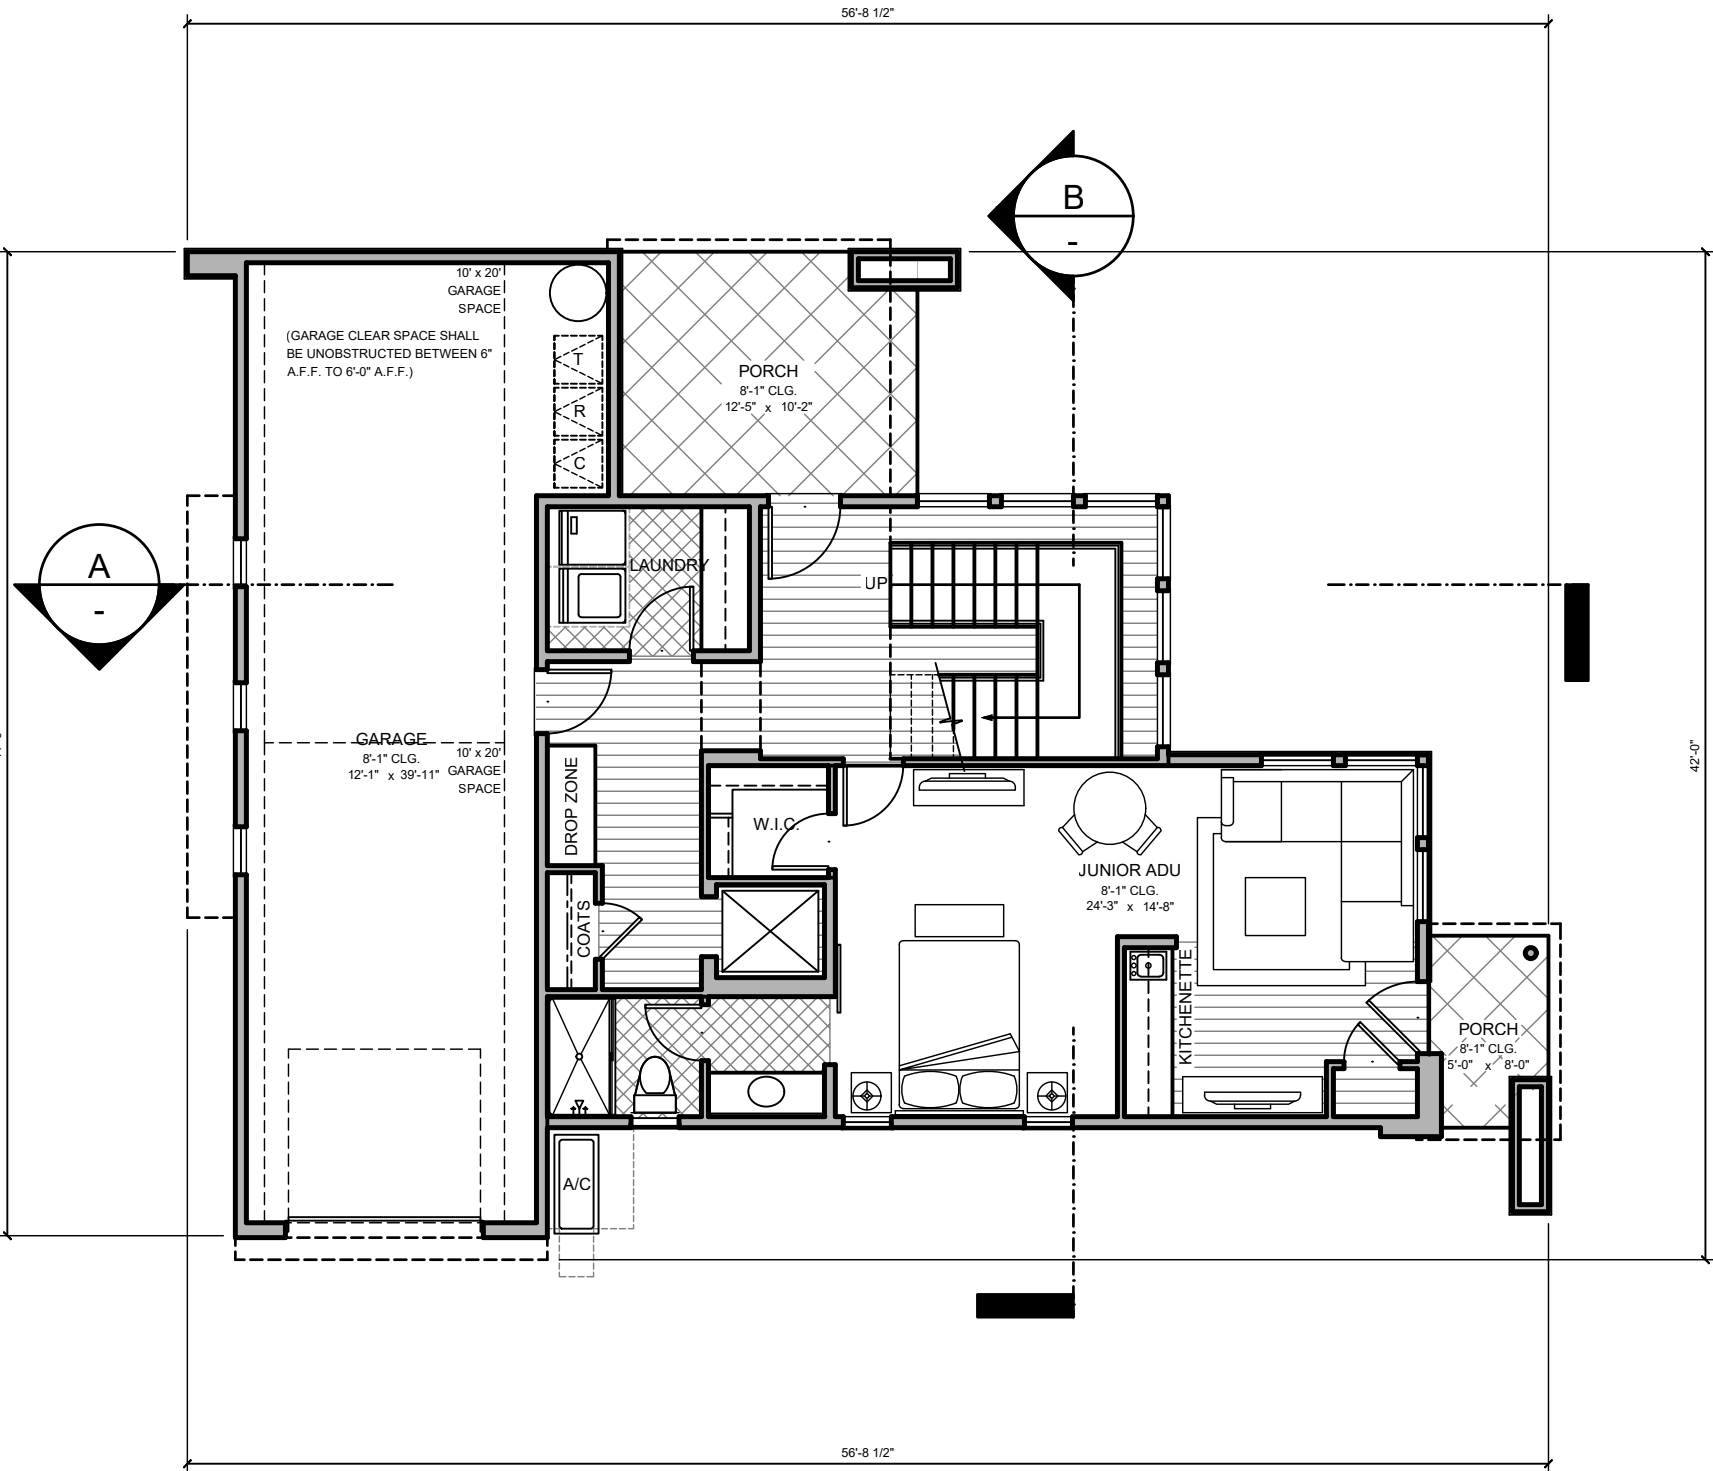 56'-8 1/2"
B
-
10' x 20'
GARAGE
SPACE
(GARAGE CLEAR SPACE SHALL
BE UNOBSTRUCTED BETWEEN 6"
A.F.F. TO 6'-0" A.F.F.)
T
R
C
PORCH
8'-1" CLG.
12'-5" x 10'-2"
A
-
LAUNDRY
UP
GARAGE
8'-1" CLG.
12'-1" x 39'-11"
10' x 20'
GARAGE
SPACE
DROP ZONE
W.I.C.
COATS
JUNIOR ADU
8'-1" CLG.
24'-3" x 14'-8"
KITCHENETTE
PORCH
8'-1" CLG.
5'-0" x 8'-0"
A/C
42'-0"
56'-8 1/2"